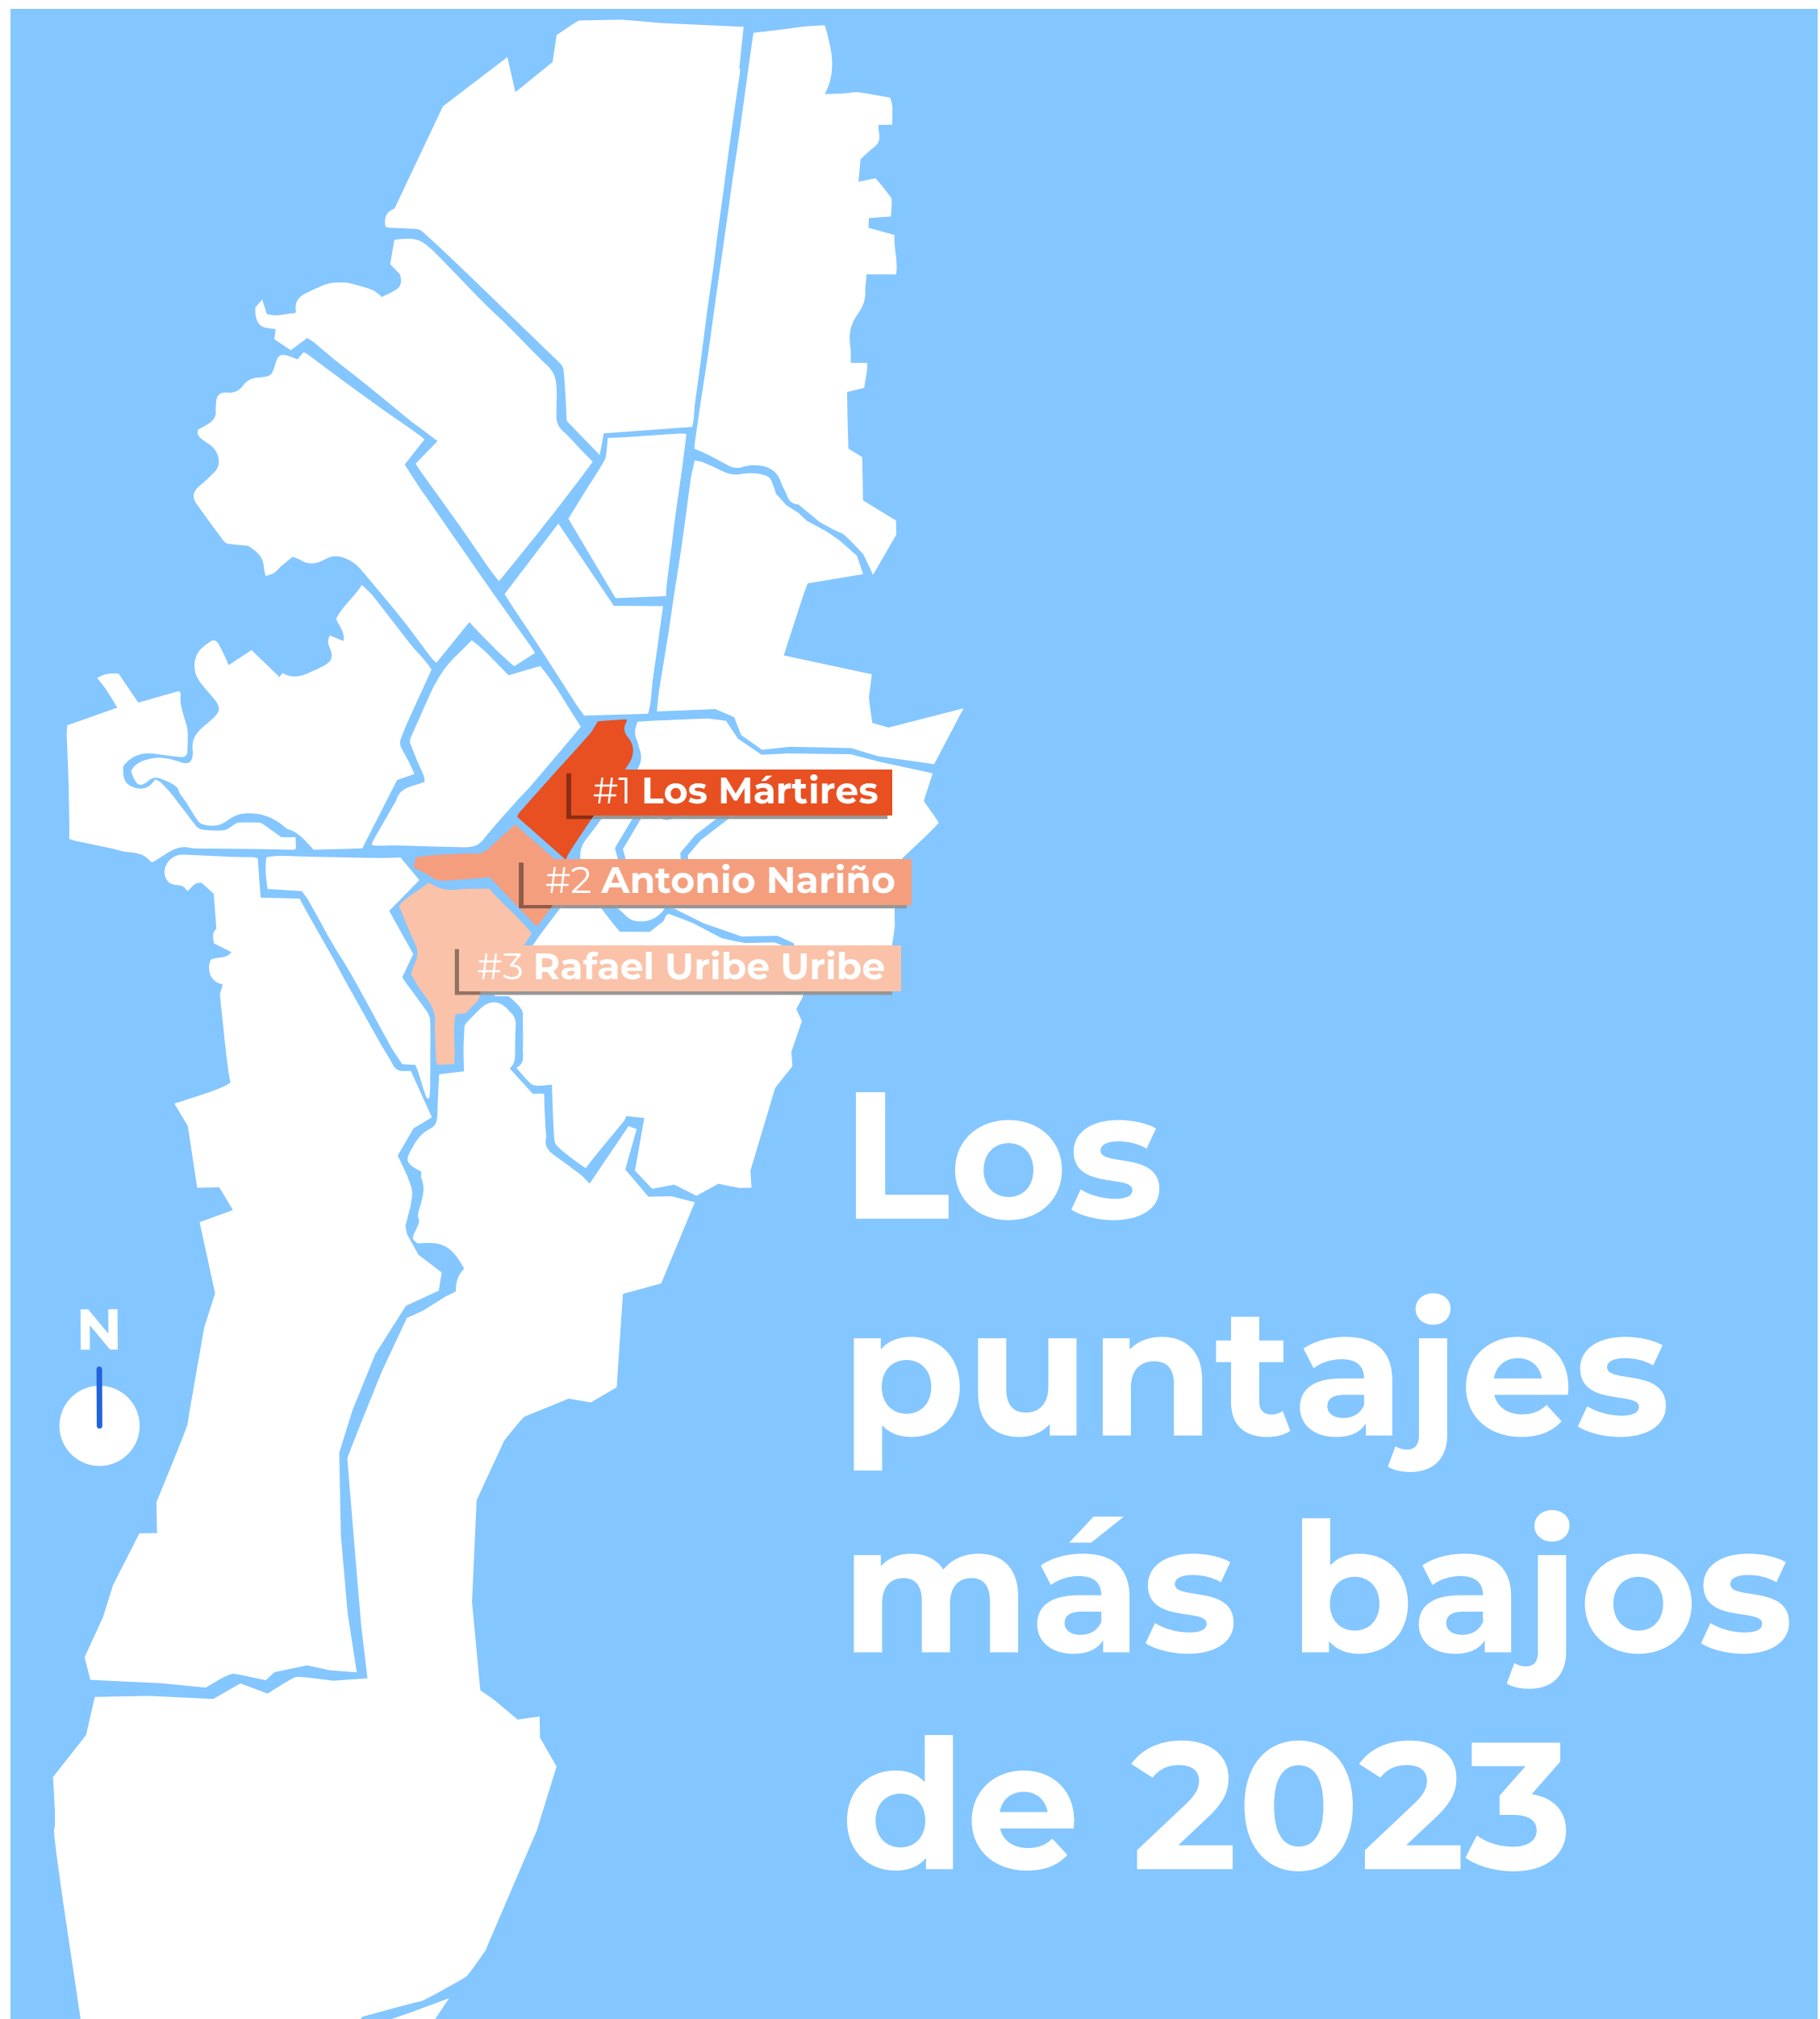 #1 Los Mártires
#2 Antonio Nariño
#3 Rafael Uribe Uribe
Los
puntajes
más bajos
de 2023
N